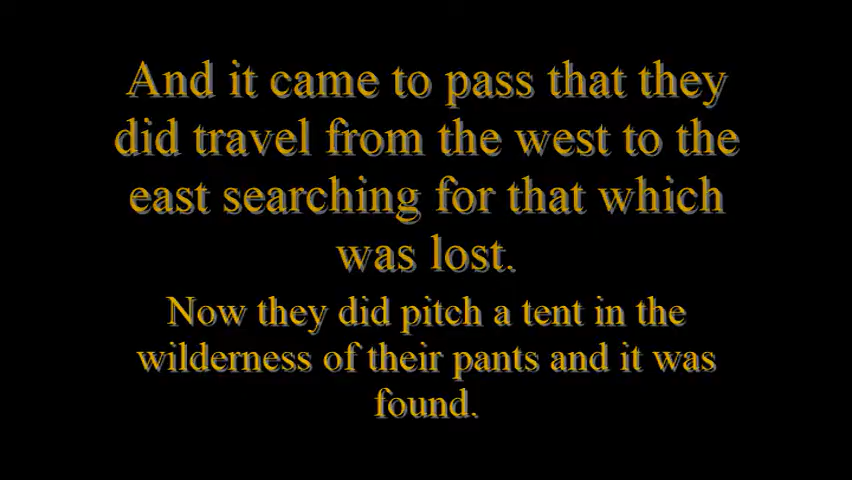 And it came to pass that they
did travel from the west to the
east searching for that which
was lost.
Now they did pitch a tent in the
wilderness of their pants and it was
found.